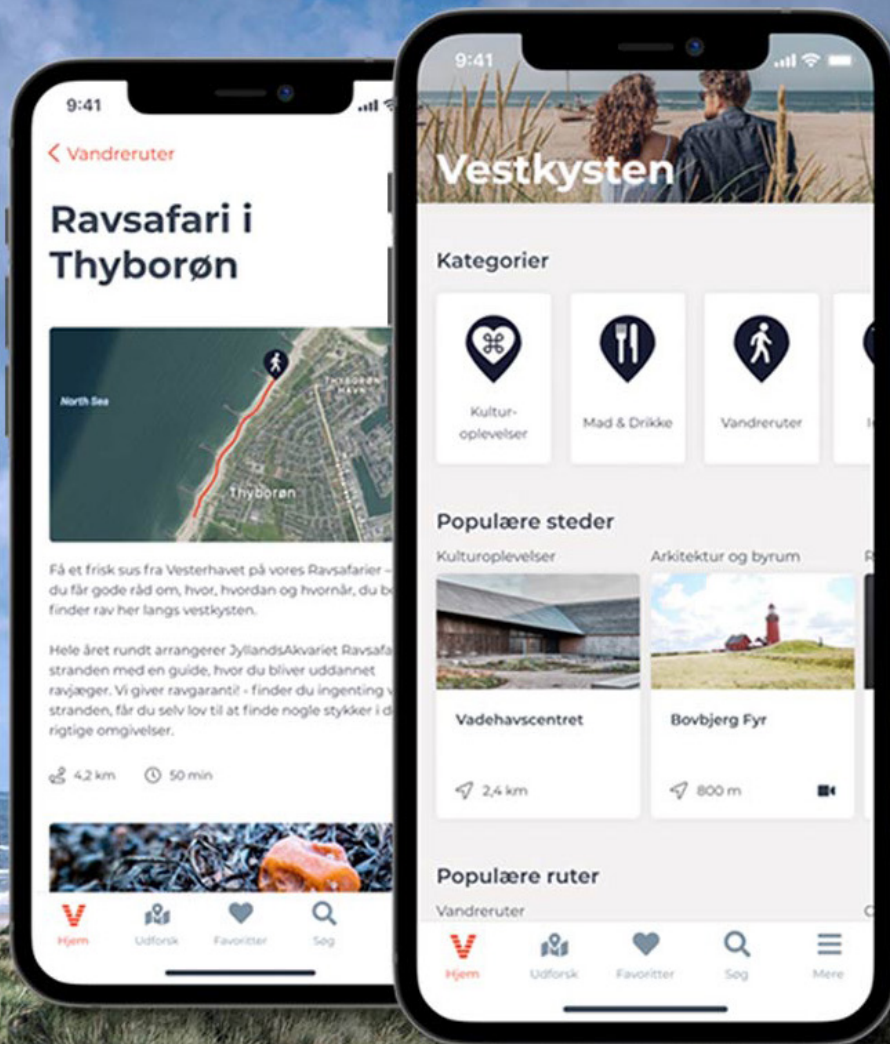 9:41
Vandreruter
Ravsafari i
Thyborøn
North Sea
THYBORØN
HAVN
Thyborøn
Få et frisk sus fra Vesterhavet på vores Ravsafarier –
du får gode råd om, hvor, hvordan og hvornår, du
finder rav her langs vestkysten.
Hele året rundt arrangerer JyllandsAkvariet
stranden med en guide, hvor du bliver uddannet
ravjæger. Vi giver ravgaranti! - finder du ingenting
stranden, får du selv lov til at finde nogle stykker i
rigtige omgivelser.
4,2 km 50 min
Hjem Udforsk Favoritter Søg
9:41
Vestkysten
Kategorier
Kultur-
oplevelser
Mad & Drikke
Vandreruter
Populære steder
Kulturoplevelser Arkitektur og byrum
Vadehavscentret Bovbjerg Fyr
2,4 km 800 m
Populære ruter
Vandreruter
Hjem Udforsk Favoritter Søg Mere